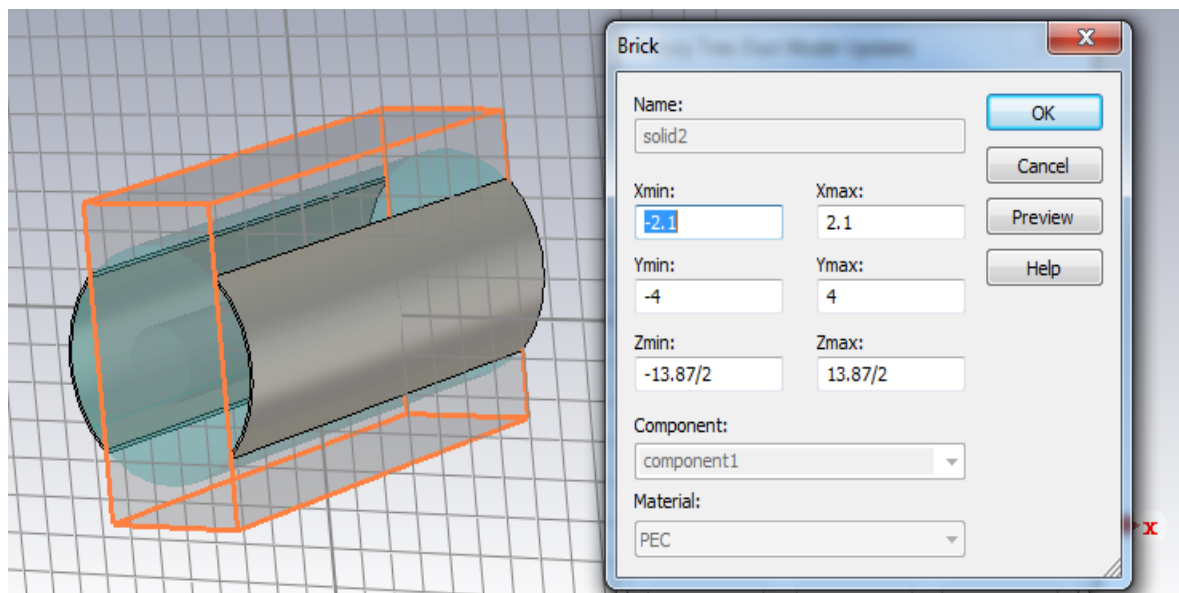 Brick
Name:
OK
solid2
Cancel
Xmin:
Xmax:
-2.1
2.1
Preview
Ymin:
Ymax:
Help
-4
4
Zmin:
Zmax:
-13.87/2
13.87/2
Component:
component1
Material:
PEC
x